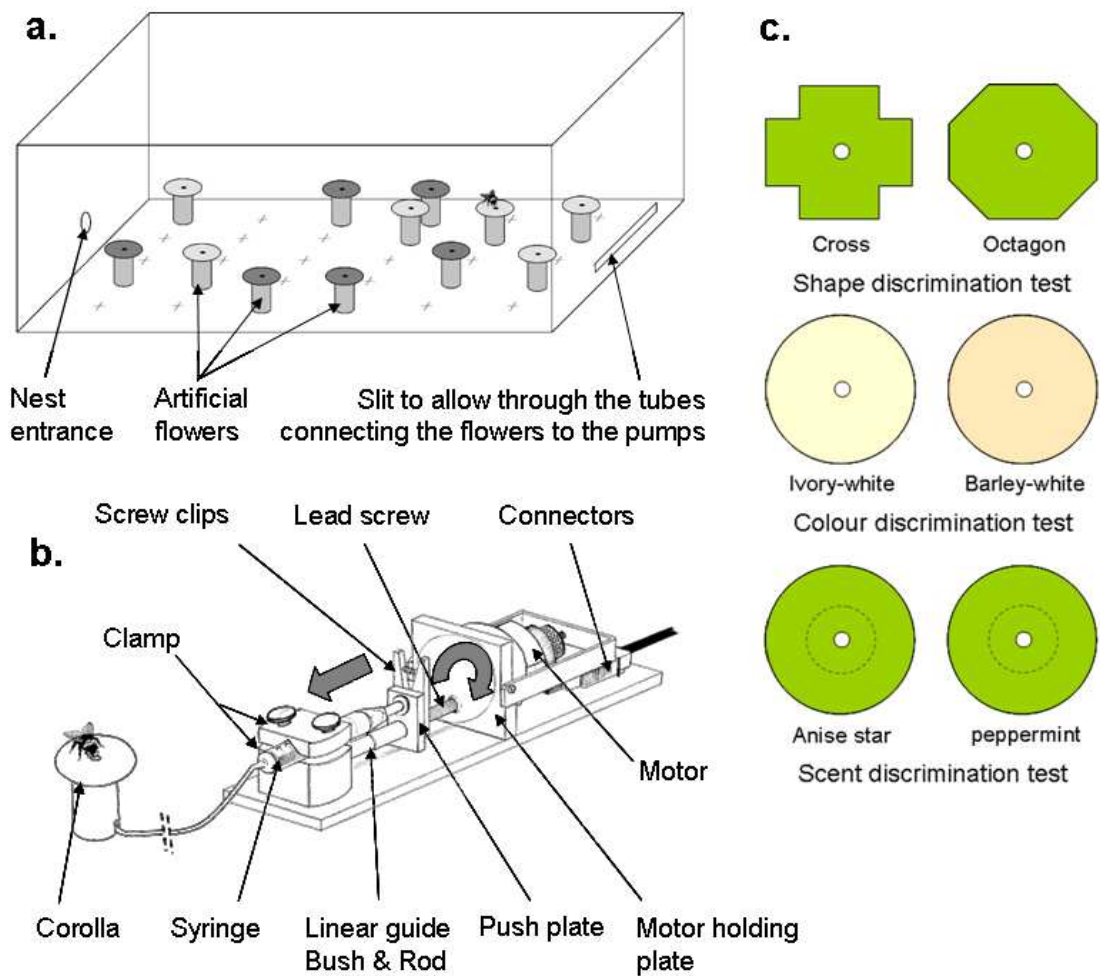 a.
Nest
entrance
Artificial
flowers
Slit to allow through the tubes
connecting the flowers to the pumps
b.
Screw clips
Lead screw
Connectors
Clamp
Motor
Corolla
Syringe
Linear guide
Bush & Rod
Push plate
Motor holding
plate
c.
Cross
Octagon
Shape discrimination test
Ivory-white
Barley-white
Colour discrimination test
Anise star
peppermint
Scent discrimination test